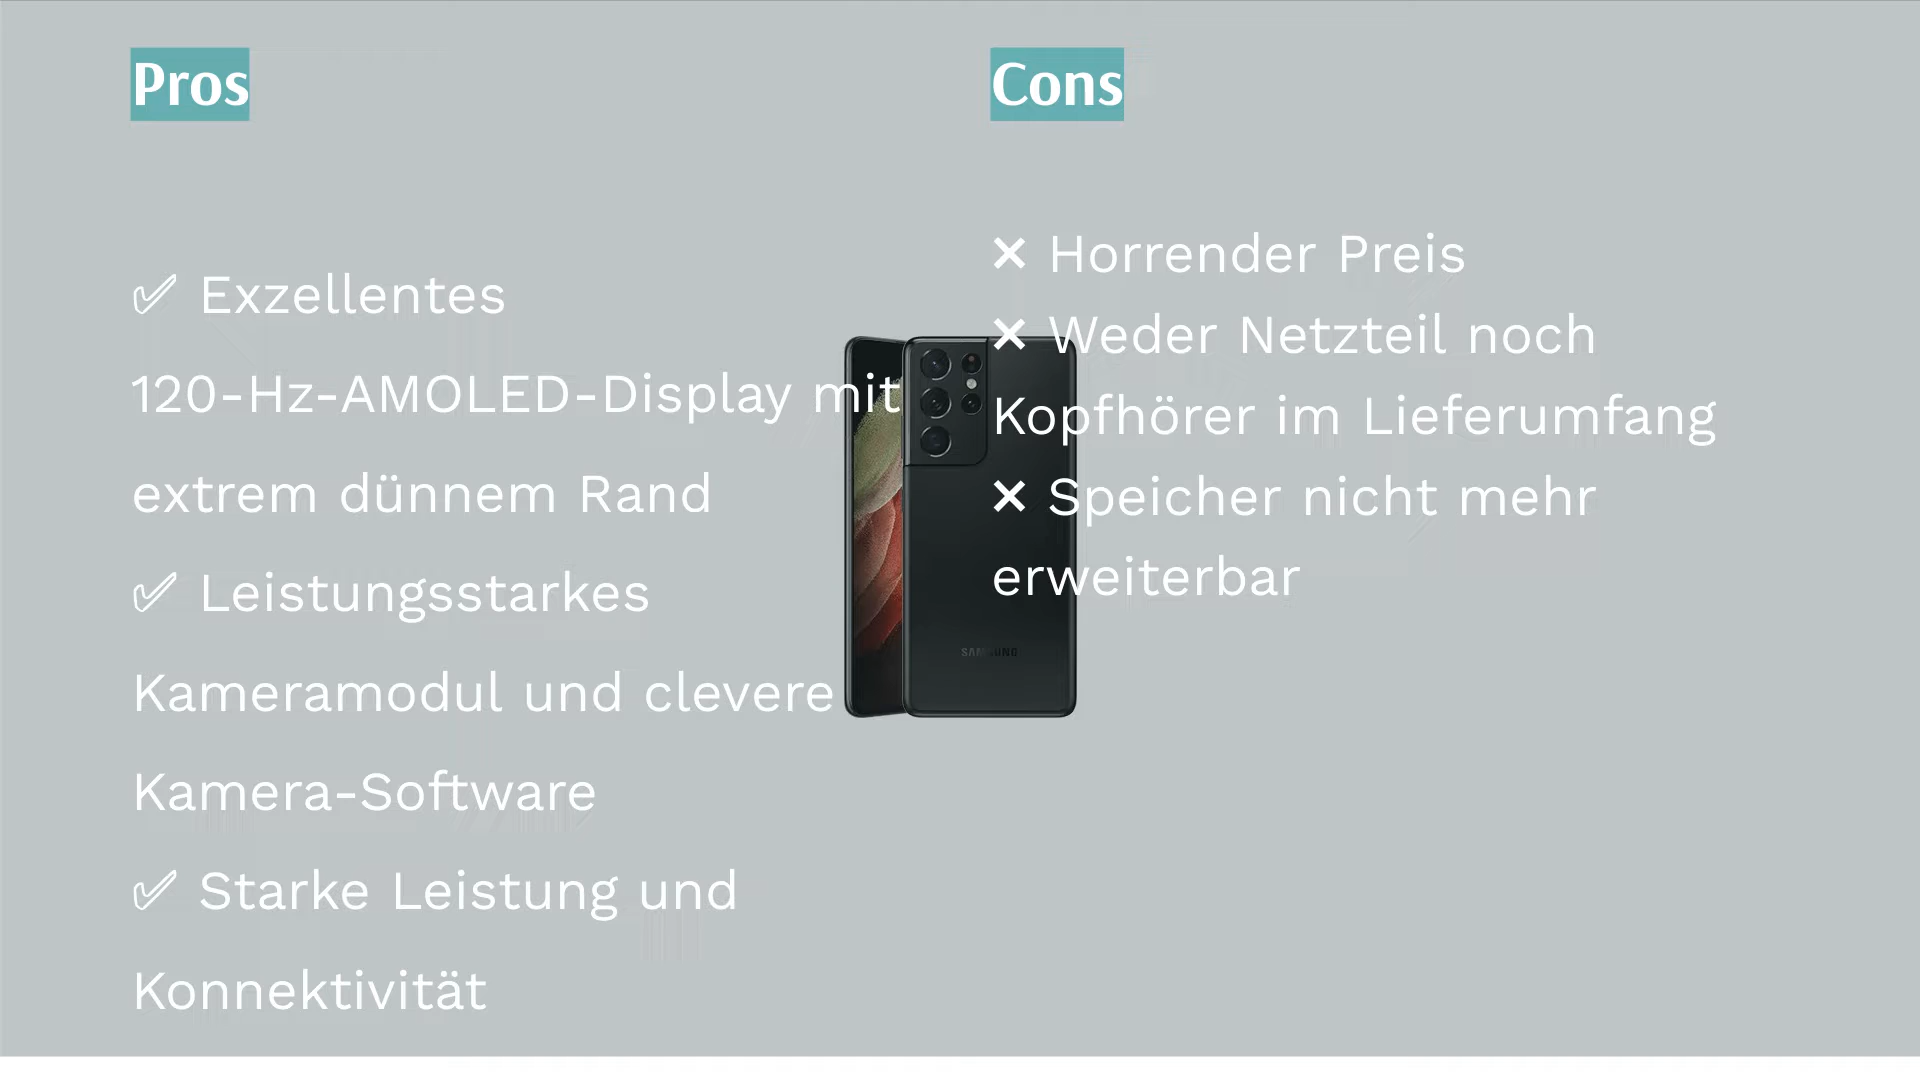 Pros
✅ Exzellentes
120-Hz-AMOLED-Display mit
extrem dünnem Rand
✅ Leistungsstarkes
Kameramodul und clevere
Kamera-Software
✅ Starke Leistung und
Konnektivität
Cons
❌ Horrender Preis
❌ Weder Netzteil noch
Kopfhörer im Lieferumfang
❌ Speicher nicht mehr
erweiterbar
SAMSUNG